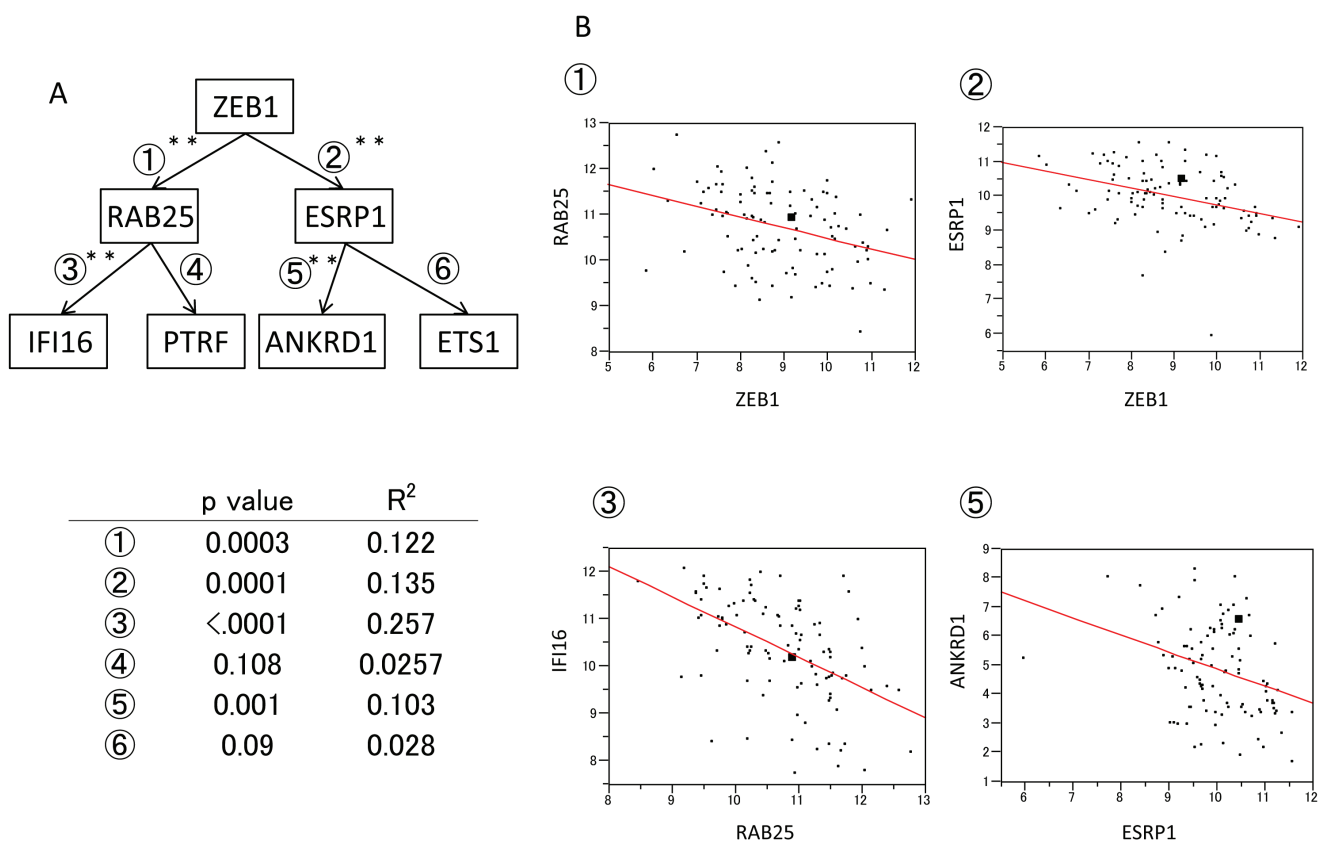 A
ZEB1
① **
② **
RAB25
ESRP1
③ **
④
⑤ **
⑥
IFI16
PTRF
ANKRD1
ETS1
p value R²
① 0.0003 0.122
② 0.0001 0.135
③ <.0001 0.257
④ 0.108 0.0257
⑤ 0.001 0.103
⑥ 0.09 0.028
B
①
13
12
11
10
9
8
RAB25
5 6 7 8 9 10 11 12
ZEB1
②
12
11
10
9
8
7
6
ESRP1
5 6 7 8 9 10 11 12
ZEB1
③
12
11
10
9
8
IFI16
8 9 10 11 12 13
RAB25
⑤
9
8
7
6
5
4
3
2
1
ANKRD1
6 7 8 9 10 11 12
ESRP1